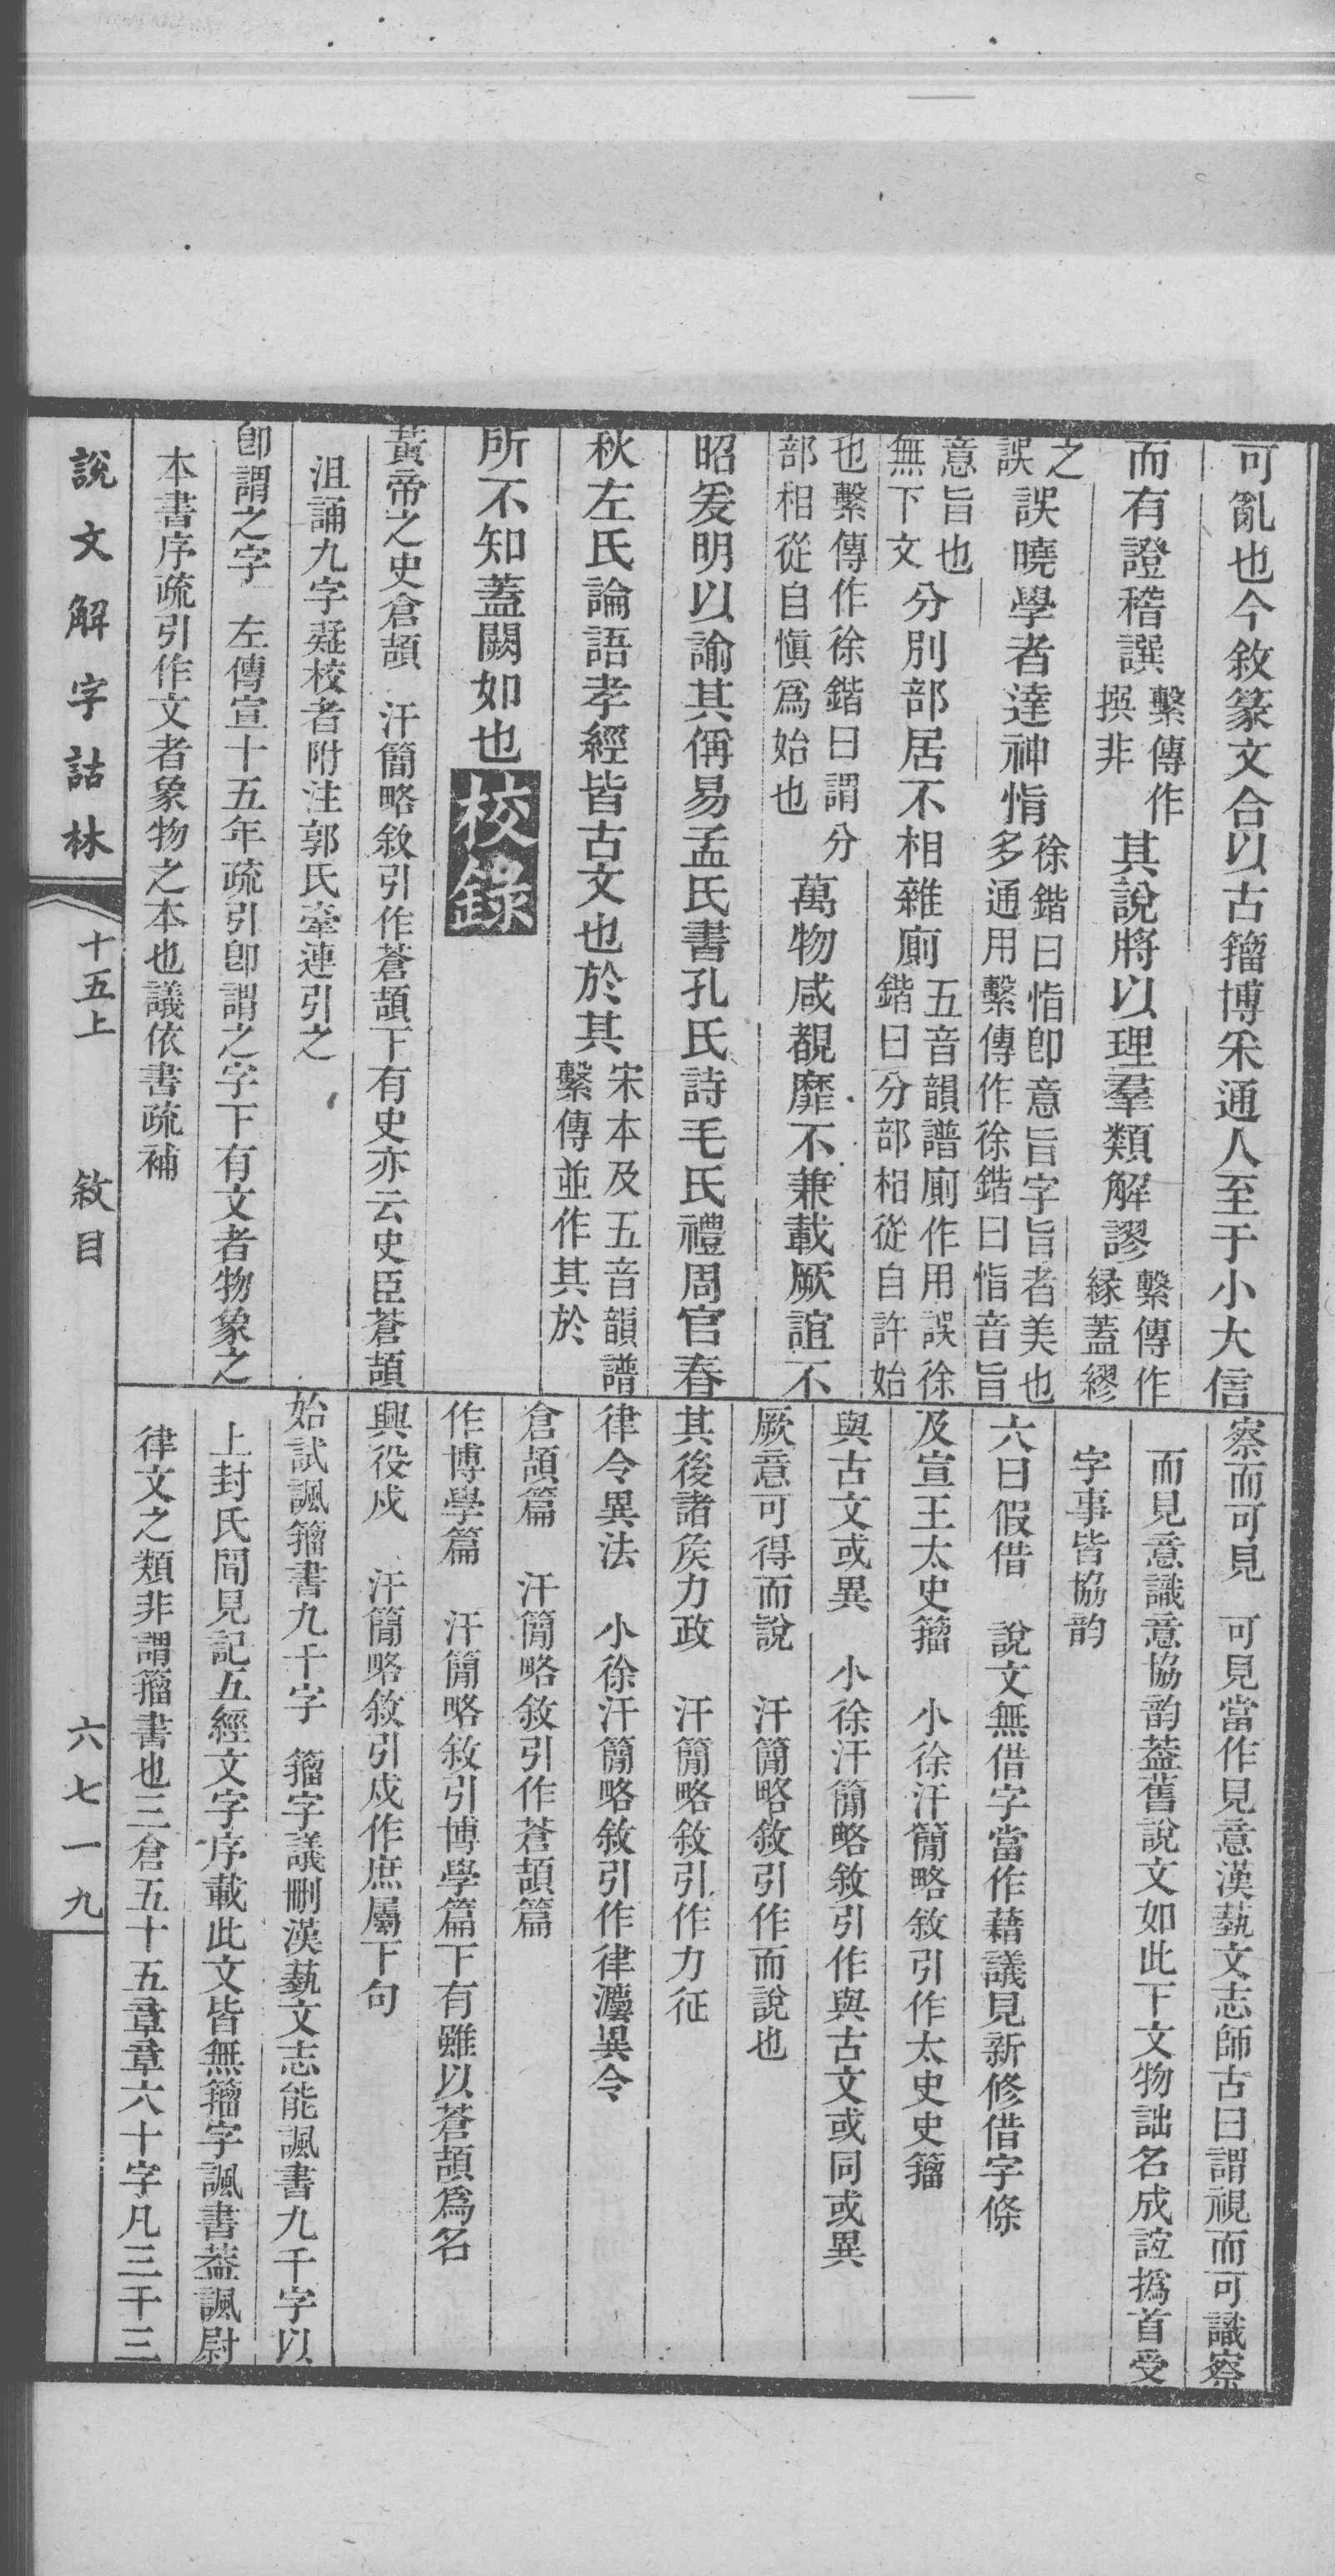 可亂也今敘篆文合以古籀博采通人至于小大信
而有證稽譔繫傳作撰非其說將以理羣類解謬繫傳作縁蓋繆
之誤誤曉學者達神恉徐鍇曰恉卽意旨字旨者美也多通用繫傳作徐鍇曰恉音旨
意旨也無下文分別部居不相雜廁五音韻譜廁作用誤徐鍇曰分部相從自許始
也繫傳作徐鍇曰謂分部相從自愼爲始也萬物咸覩靡不兼載厥誼不
昭爰明以諭其偁易孟氏書孔氏詩毛氏禮周官春
秋左氏論語孝經皆古文也於其宋本及五音韻譜繫傳並作其於
所不知蓋闕如也校錄
黃帝之史倉頡　汗簡略敘引作蒼頡下有史亦云史臣蒼頡
沮誦九字疑校者附注郭氏牽連引之
卽謂之字　左傳宣十五年疏引卽謂之字下有文者物象之
本書序疏引作文者象物之本也議依書疏補
察而可見　可見當作見意漢藝文志師古曰謂視而可識察
而見意識意協韵葢舊說文如此下文物詘名成誼撝首受
字事皆協韵
六曰假借　說文無借字當作藉議見新修借字條
及宣王太史籀　小徐汗簡略敘引作太史史籀
與古文或異　小徐汗簡略敘引作與古文或同或異
厥意可得而說　汗簡略敘引作而說也
其後諸矦力政　汗簡略敘引作力征
律令異法　小徐汗簡略敘引作律灋異令
倉頡篇　汗簡略敘引作蒼頡篇
作博學篇　汗簡略敘引博學篇下有雖以蒼頡爲名
興役戍　汗簡略敘引戍作庶屬下句
始試諷籀書九千字　籀字議刪漢藝文志能諷書九千字以
上封氏聞見記五經文字序載此文皆無籀字諷書葢諷尉
律文之類非謂籀書也三倉五十五章章六十字凡三千三
說文解字詁林　十五上　敘目　六七一九